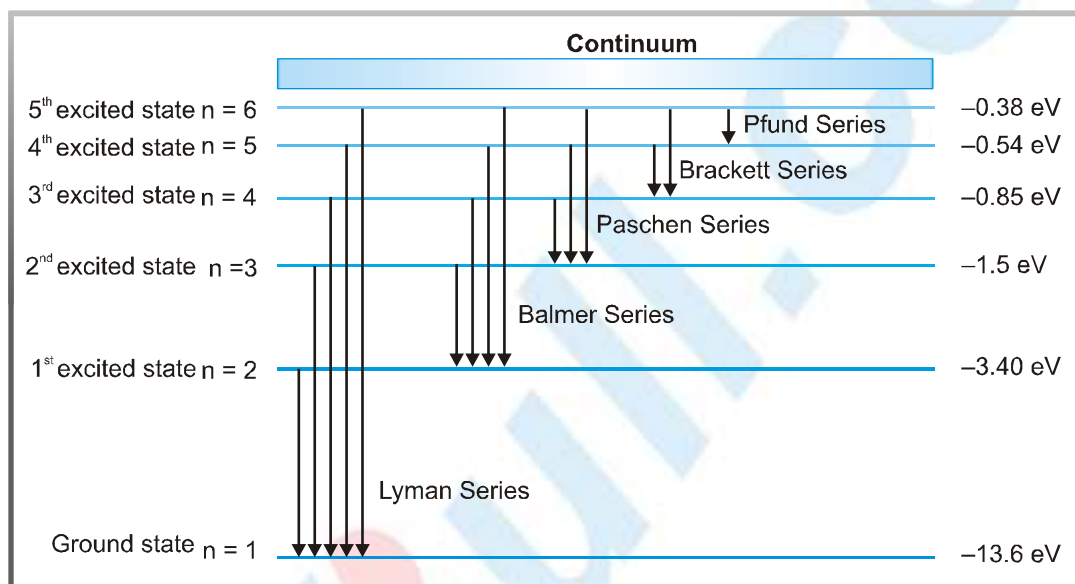 Continuum
5th excited state n = 6 –0.38 eV
Pfund Series
4th excited state n = 5 –0.54 eV
Brackett Series
3rd excited state n = 4 –0.85 eV
Paschen Series
2nd excited state n =3 –1.5 eV
Balmer Series
1st excited state n = 2 –3.40 eV
Lyman Series
Ground state n = 1 –13.6 eV